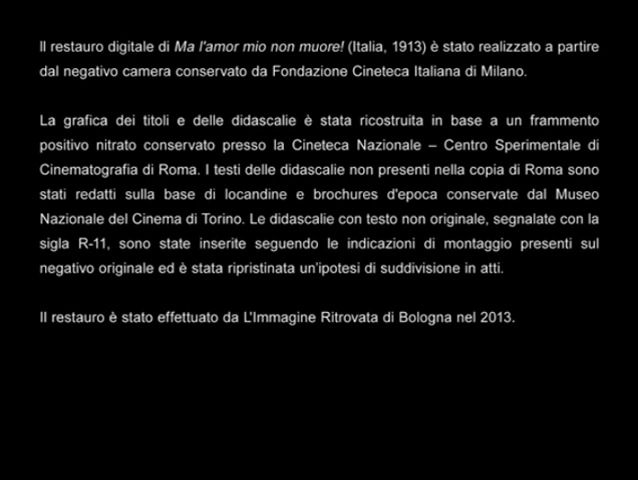 Il restauro digitale di Ma l'amor mio non muore! (Italia, 1913) è stato realizzato a partire
dal negativo camera conservato da Fondazione Cineteca Italiana di Milano.
La grafica dei titoli e delle didascalie è stata ricostruita in base a un frammento
positivo nitrato conservato presso la Cineteca Nazionale – Centro Sperimentale di
Cinematografia di Roma. I testi delle didascalie non presenti nella copia di Roma sono
stati redatti sulla base di locandine e brochures d'epoca conservate dal Museo
Nazionale del Cinema di Torino. Le didascalie con testo non originale, segnalate con la
sigla R-11, sono state inserite seguendo le indicazioni di montaggio presenti sul
negativo originale ed è stata ripristinata un'ipotesi di suddivisione in atti.
Il restauro è stato effettuato da L'Immagine Ritrovata di Bologna nel 2013.